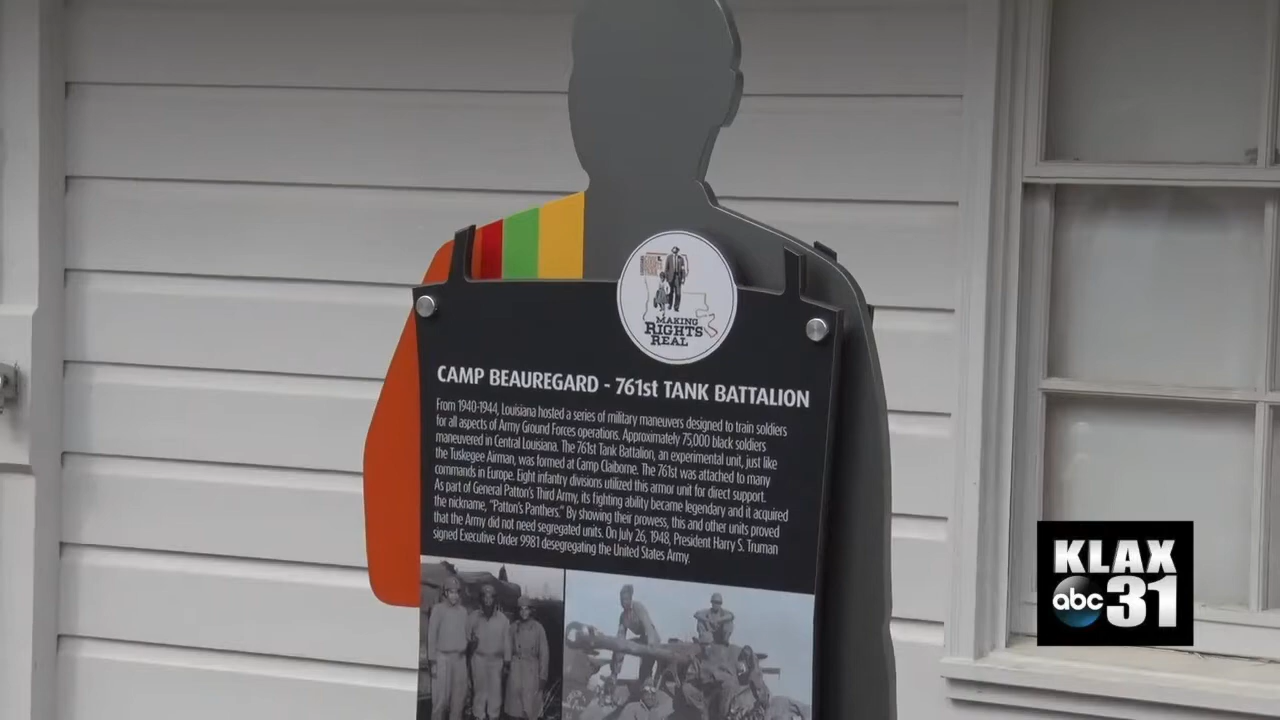 MAKING
RIGHTS
REAL
CAMP BEAUREGARD - 761st TANK BATTALION
From 1940-1944, Louisiana hosted a series of military maneuvers designed to train soldiers
for all aspects of Army Ground Forces operations. Approximately 75,000 black soldiers
maneuvered in Central Louisiana. The 761st Tank Battalion, an experimental unit, just like
the Tuskegee Airman, was formed at Camp Claiborne. The 761st was attached to many
commands in Europe. Eight infantry divisions utilized this armor unit for direct support.
As part of General Patton's Third Army, its fighting ability became legendary and it acquired
the nickname, "Patton's Panthers." By showing their prowess, this and other units proved
that the Army did not need segregated units. On July 26, 1948, President Harry S. Truman
signed Executive Order 9981 desegregating the United States Army.
KLAX
abc 31